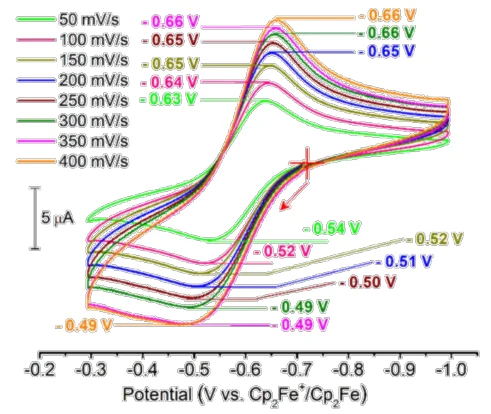 50 mV/s
100 mV/s
150 mV/s
200 mV/s
250 mV/s
300 mV/s
350 mV/s
400 mV/s
- 0.66 V
- 0.65 V
- 0.65 V
- 0.64 V
- 0.63 V
- 0.66 V
- 0.66 V
- 0.65 V
5 μA
- 0.54 V
- 0.52 V
- 0.52 V
- 0.51 V
- 0.50 V
- 0.49 V
- 0.49 V
- 0.49 V
-0.2 -0.3 -0.4 -0.5 -0.6 -0.7 -0.8 -0.9 -1.0
Potential (V vs. Cp₂Fe⁺/Cp₂Fe)